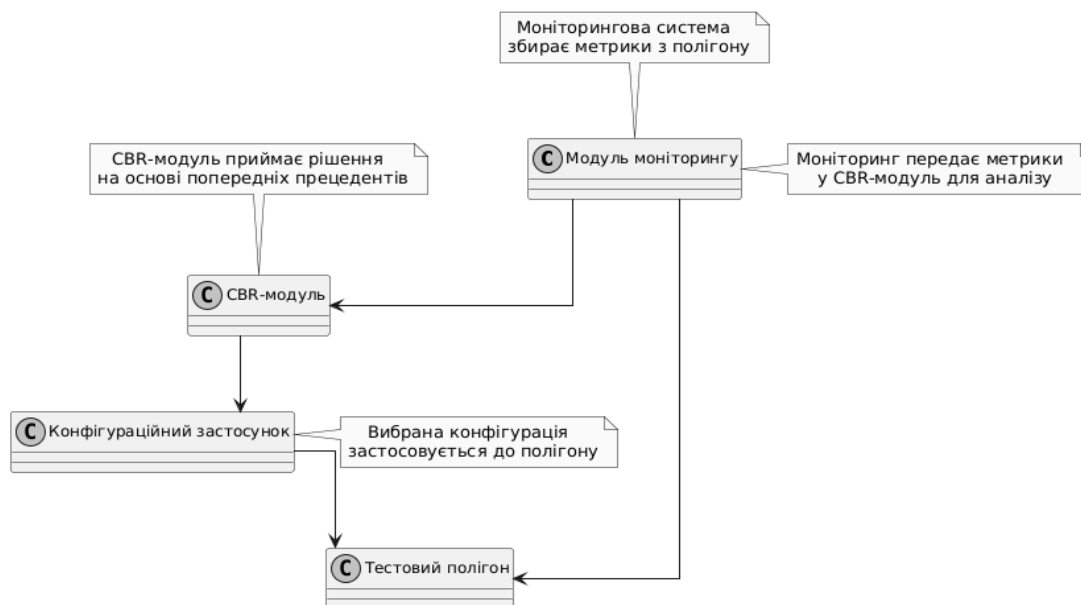 Моніторингова система
збирає метрики з полігону
CBR-модуль приймає рішення
на основі попередніх прецедентів
C Модуль моніторингу
Моніторинг передає метрики
у CBR-модуль для аналізу
C CBR-модуль
C Конфігураційний застосунок
Вибрана конфігурація
застосовується до полігону
C Тестовий полігон